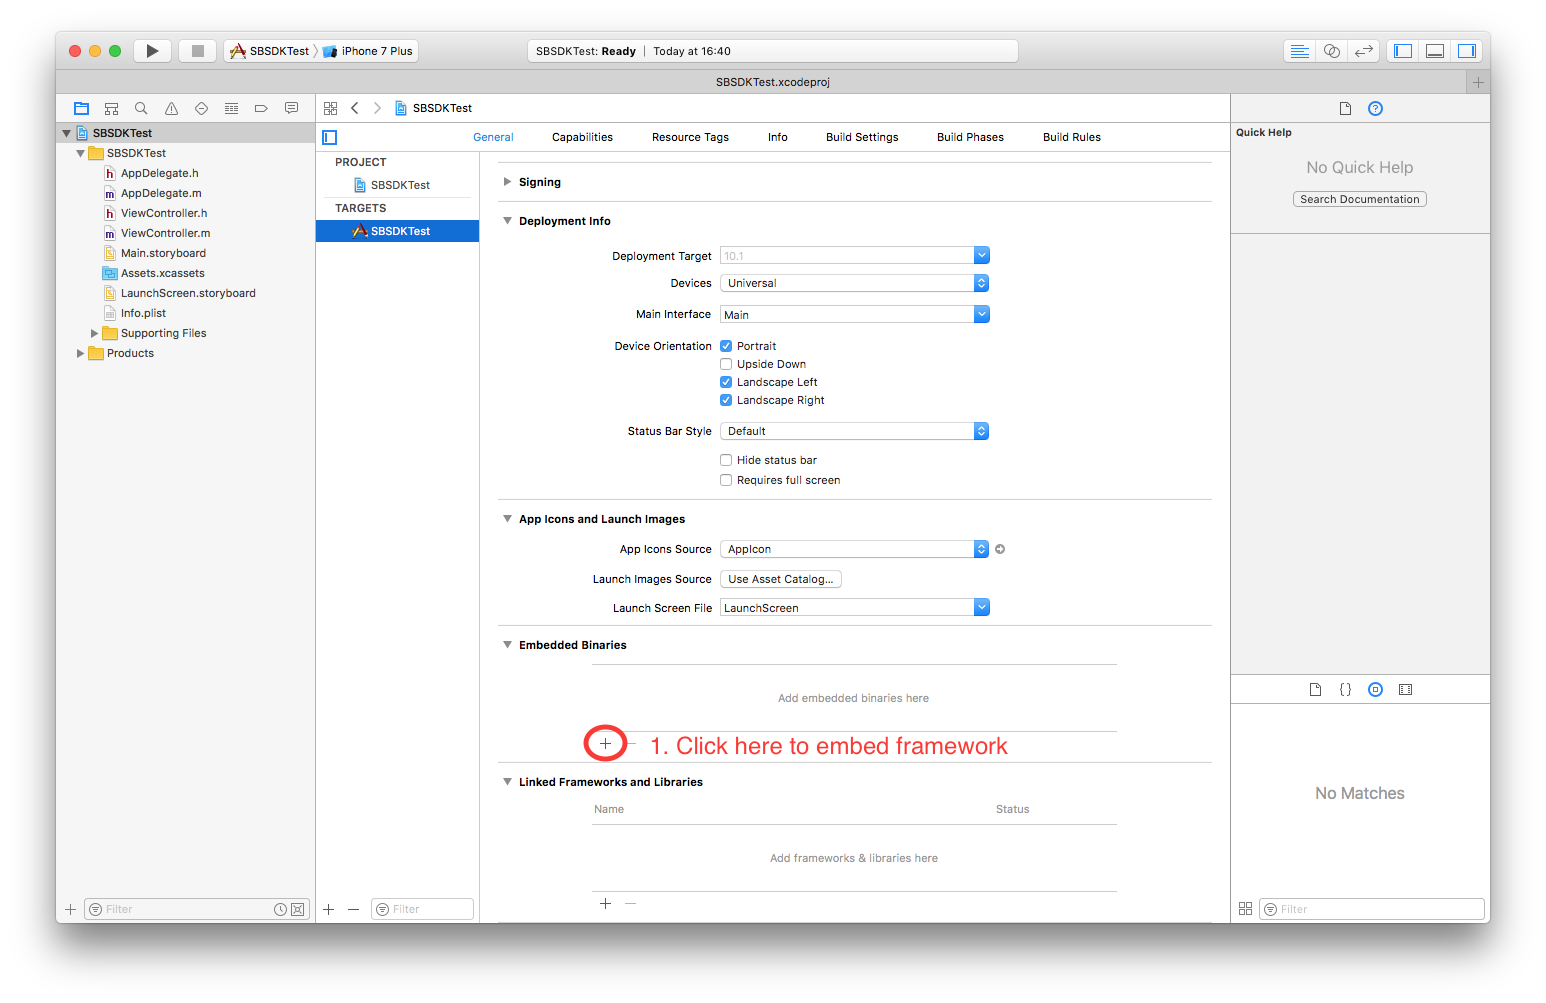 SBSDKTest
iPhone 7 Plus
SBSDKTest: Ready | Today at 16:40
SBSDKTest.xcodeproj
SBSDKTest
SBSDKTest
AppDelegate.h
AppDelegate.m
ViewController.h
ViewController.m
Main.storyboard
Assets.xcassets
LaunchScreen.storyboard
Info.plist
Supporting Files
Products
Filter
SBSDKTest
General
Capabilities
Resource Tags
Info
Build Settings
Build Phases
Build Rules
PROJECT
SBSDKTest
TARGETS
SBSDKTest
Filter
Signing
Deployment Info
Deployment Target 10.1
Devices Universal
Main Interface Main
Device Orientation Portrait
Upside Down
Landscape Left
Landscape Right
Status Bar Style Default
Hide status bar
Requires full screen
App Icons and Launch Images
App Icons Source AppIcon
Launch Images Source Use Asset Catalog...
Launch Screen File LaunchScreen
Embedded Binaries
Add embedded binaries here
1. Click here to embed framework
Linked Frameworks and Libraries
Name Status
Add frameworks & libraries here
Quick Help
No Quick Help
Search Documentation
No Matches
Filter